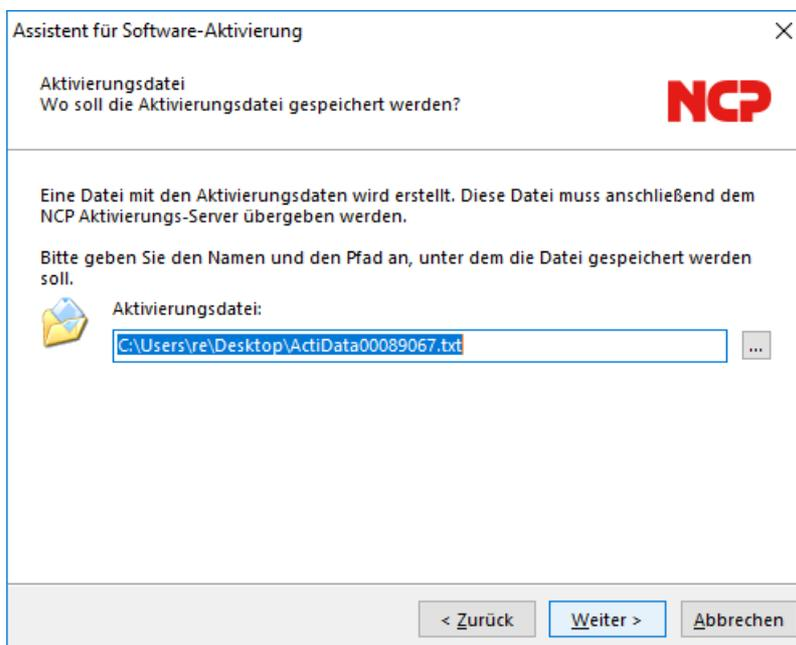 Assistent für Software-Aktivierung
Aktivierungsdatei
Wo soll die Aktivierungsdatei gespeichert werden?
NCP
Eine Datei mit den Aktivierungsdaten wird erstellt. Diese Datei muss anschließend dem
NCP Aktivierungs-Server übergeben werden.
Bitte geben Sie den Namen und den Pfad an, unter dem die Datei gespeichert werden
soll.
Aktivierungsdatei:
C:\Users\re\Desktop\ActiData00089067.txt
...
< Zurück
Weiter >
Abbrechen